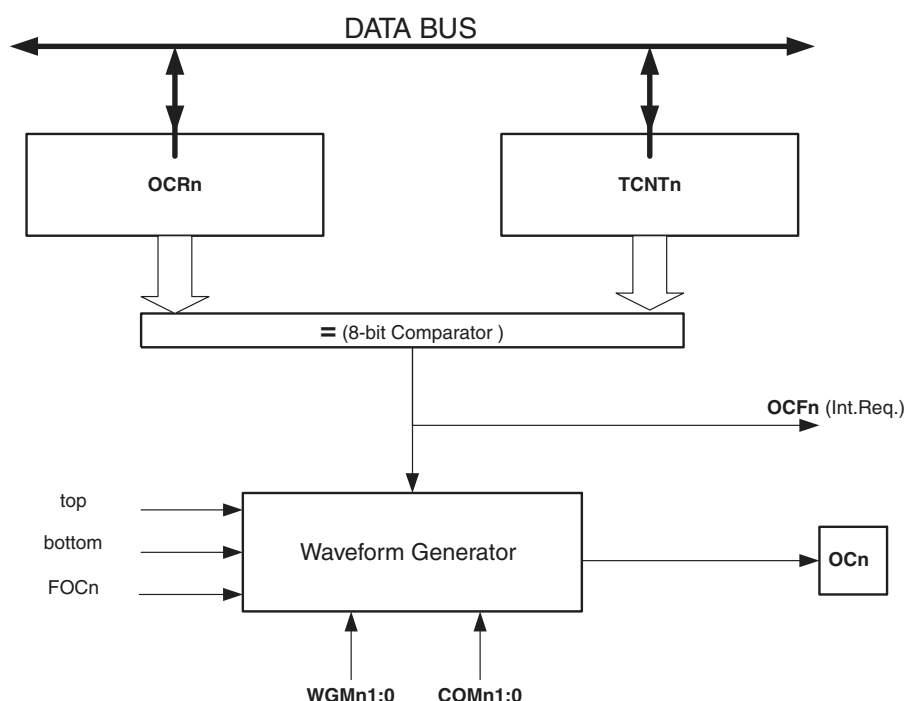 DATA BUS
OCRn
TCNTn
= (8-bit Comparator )
OCFn (Int.Req.)
top
bottom
FOCn
Waveform Generator
OCn
WGMn1:0
COMn1:0